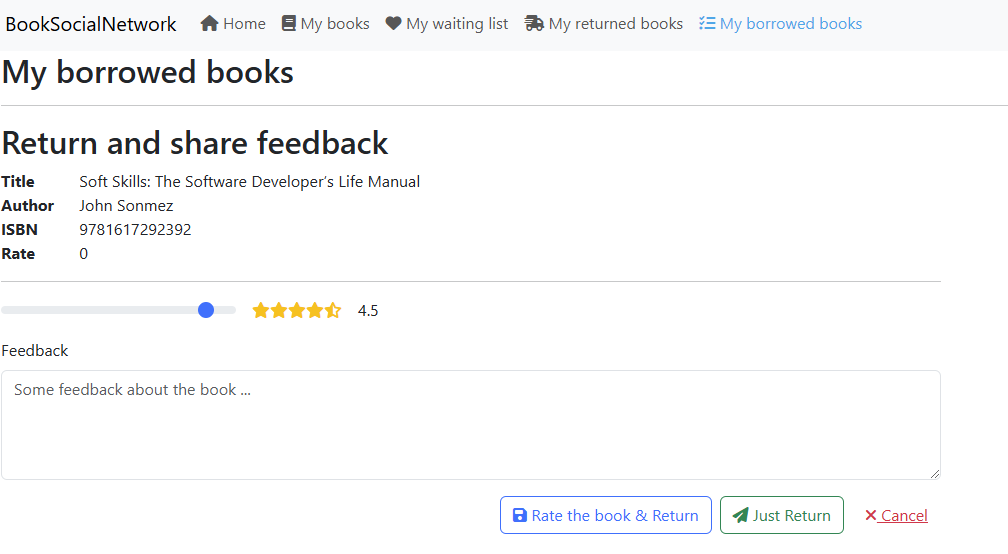 BookSocialNetwork Home My books My waiting list My returned books My borrowed books
My borrowed books
Return and share feedback
Title Soft Skills: The Software Developer’s Life Manual
Author John Sonmez
ISBN 9781617292392
Rate 0
4.5
Feedback
Some feedback about the book ...
Rate the book & Return Just Return Cancel